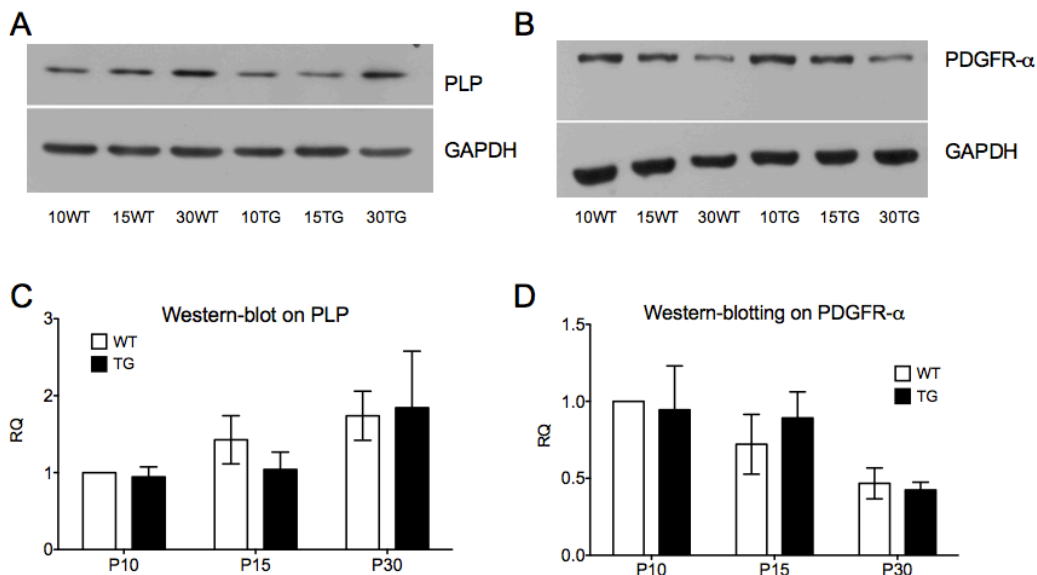 A
PLP
GAPDH
10WT 15WT 30WT 10TG 15TG 30TG
B
PDGFR-α
GAPDH
10WT 15WT 30WT 10TG 15TG 30TG
C
Western-blot on PLP
WT
TG
RQ
3
2
1
0
P10 P15 P30
D
Western-blotting on PDGFR-α
WT
TG
RQ
1.5
1.0
0.5
0.0
P10 P15 P30